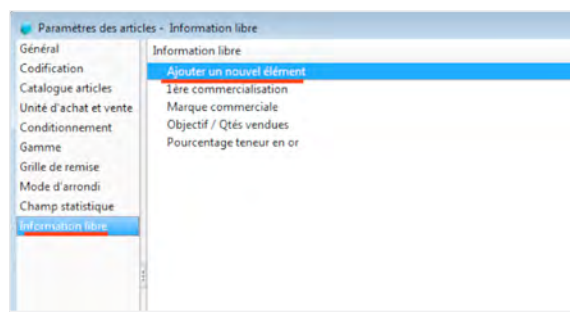 Paramètres des articles - Information libre
Général
Codification
Catalogue articles
Unité d'achat et vente
Conditionnement
Gamme
Grille de remise
Mode d'arrondi
Champ statistique
Information libre
Information libre
Ajouter un nouvel élément
1ère commercialisation
Marque commerciale
Objectif / Qtés vendues
Pourcentage teneur en or